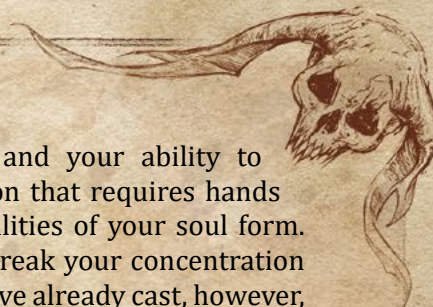 and your ability to
on that requires hands
lities of your soul form.
reak your concentration
ve already cast, however,